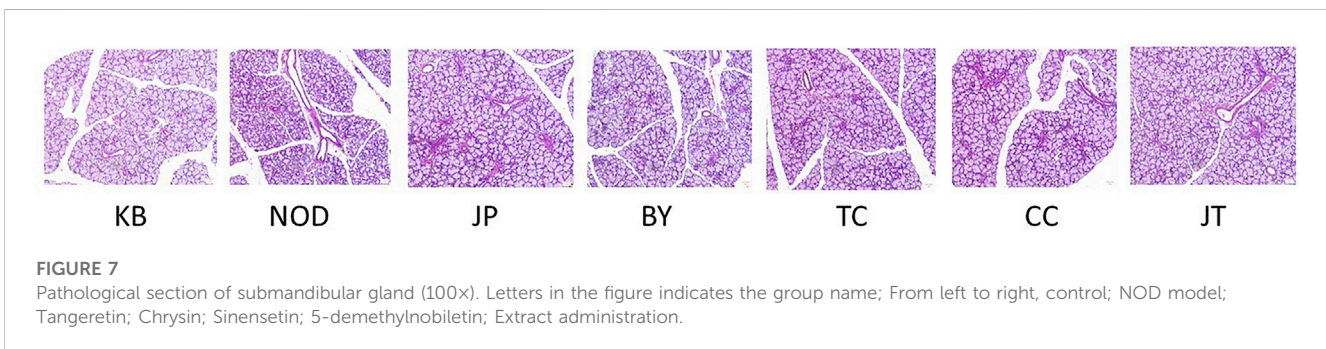 KB NOD JP BY TC CC JT
FIGURE 7
Pathological section of submandibular gland (100×). Letters in the figure indicates the group name; From left to right, control; NOD model;
Tangeretin; Chrysin; Sinensetin; 5-demethylnobiletin; Extract administration.